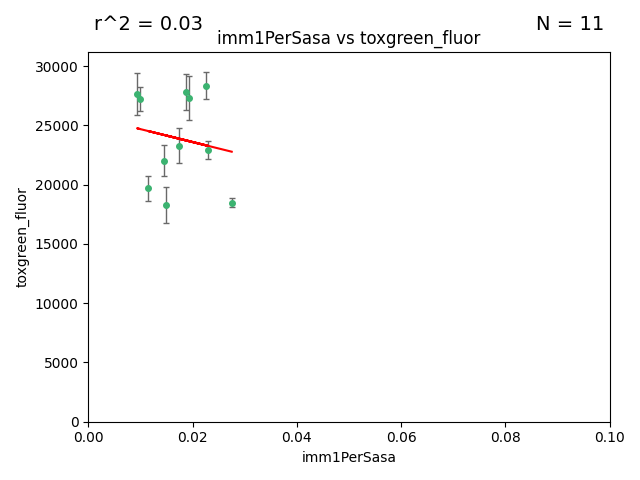 r^2 = 0.03
N = 11
imm1PerSasa vs toxgreen_fluor
30000
25000
20000
15000
10000
5000
0
toxgreen_fluor
0.00
0.02
0.04
0.06
0.08
0.10
imm1PerSasa